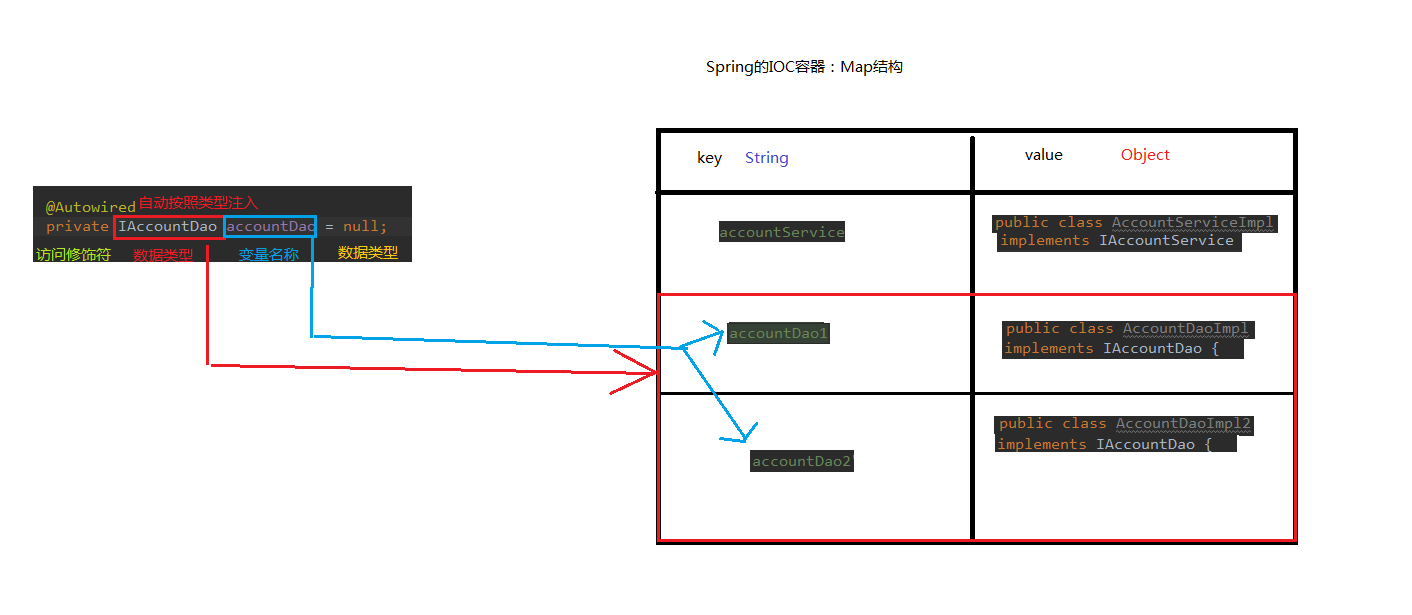 Spring的IOC容器：Map结构
key String
value Object
@Autowired 自动按照类型注入
private IAccountDao accountDao = null;
访问修饰符 数据类型 变量名称 数据类型
accountService
public class AccountServiceImpl
implements IAccountService
accountDao1
public class AccountDaoImpl
implements IAccountDao {
accountDao2
public class AccountDaoImpl2
implements IAccountDao {